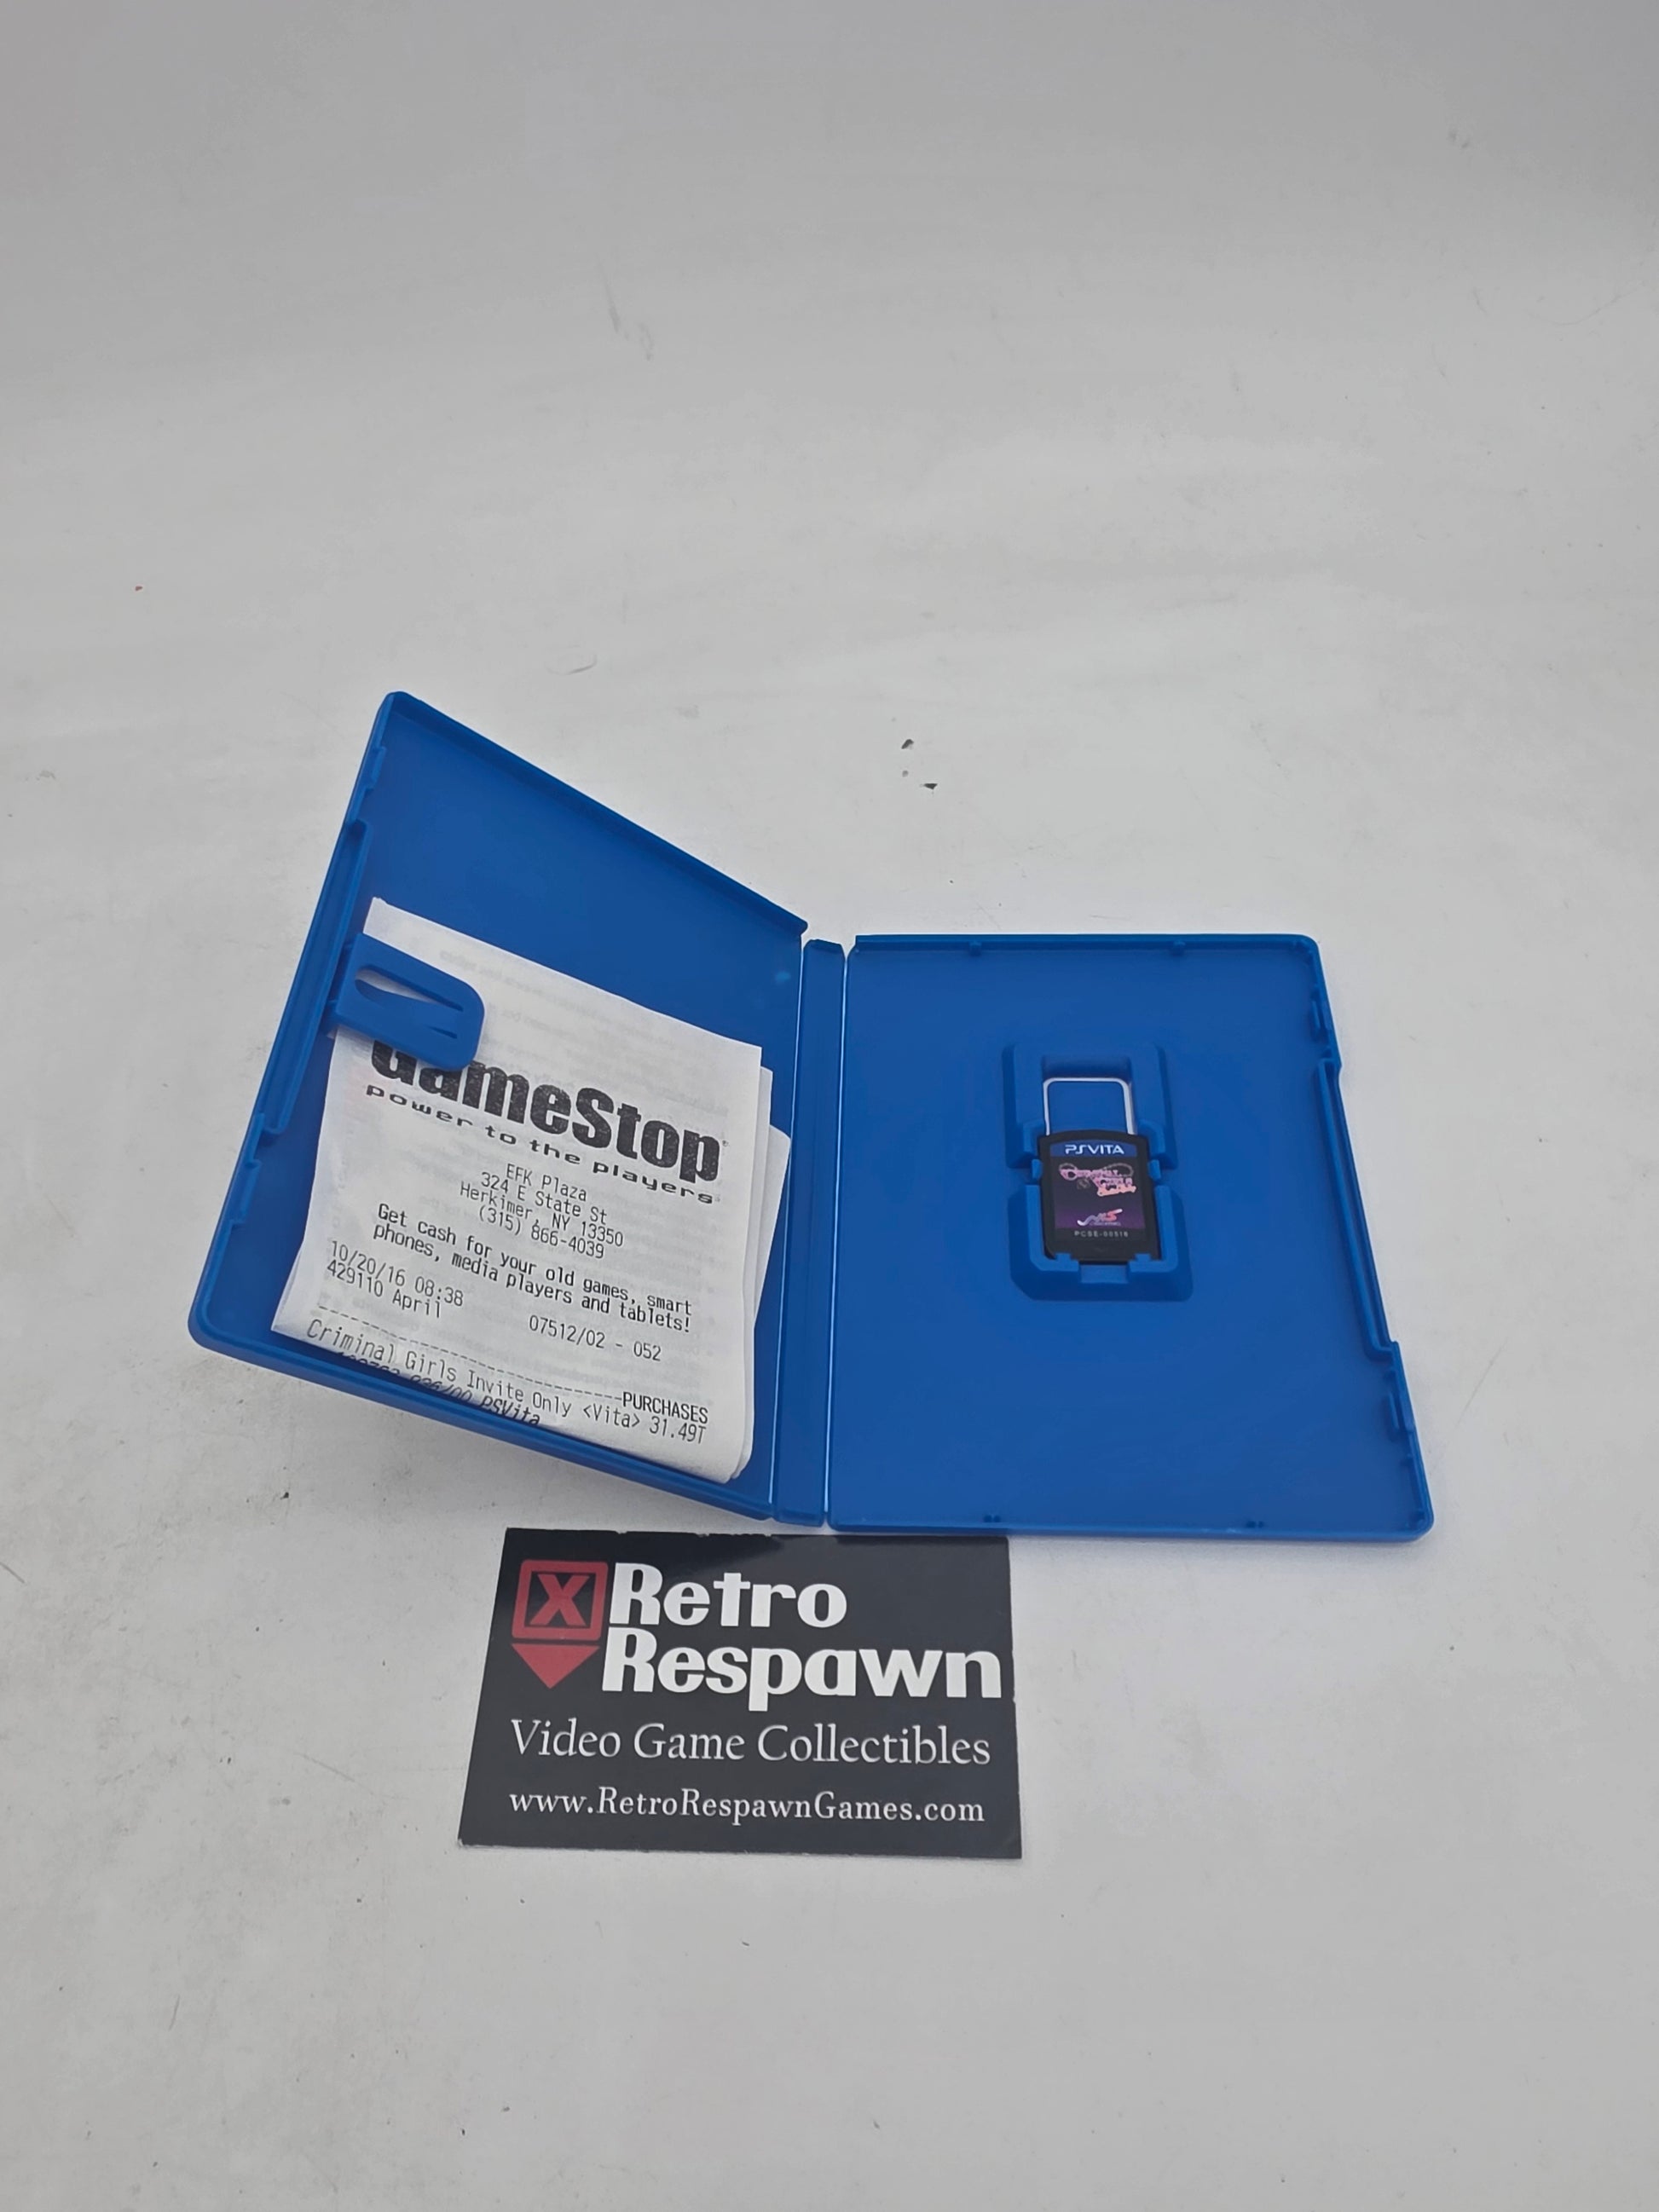 GameStop
power to the players
EFK Plaza
324 E State St
Herkimer, NY 13350
(315) 866-4039
Get cash for your old games, smart
phones, media players and tablets!
10/20/16 08:38
429110 April 07512/02 - 052
PURCHASES
Criminal Girls Invite Only <Vita> 31.49T
PSVita
PSVITA
X Retro
Respawn
Video Game Collectibles
www.RetroRespawnGames.com